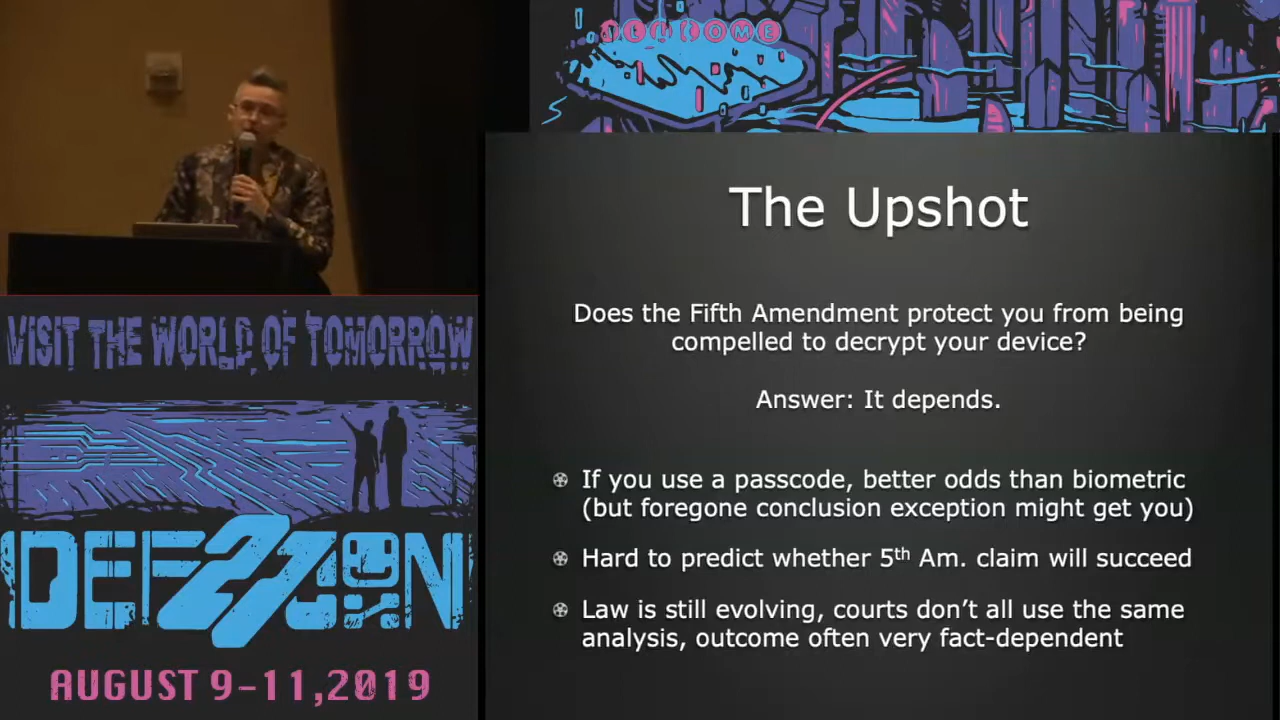 WELCOME
The Upshot
Does the Fifth Amendment protect you from being
compelled to decrypt your device?
Answer: It depends.
If you use a passcode, better odds than biometric
(but foregone conclusion exception might get you)
Hard to predict whether 5th Am. claim will succeed
Law is still evolving, courts don’t all use the same
analysis, outcome often very fact-dependent
VISIT THE WORLD OF TOMORROW
DEF 27 CON
AUGUST 9-11,2019